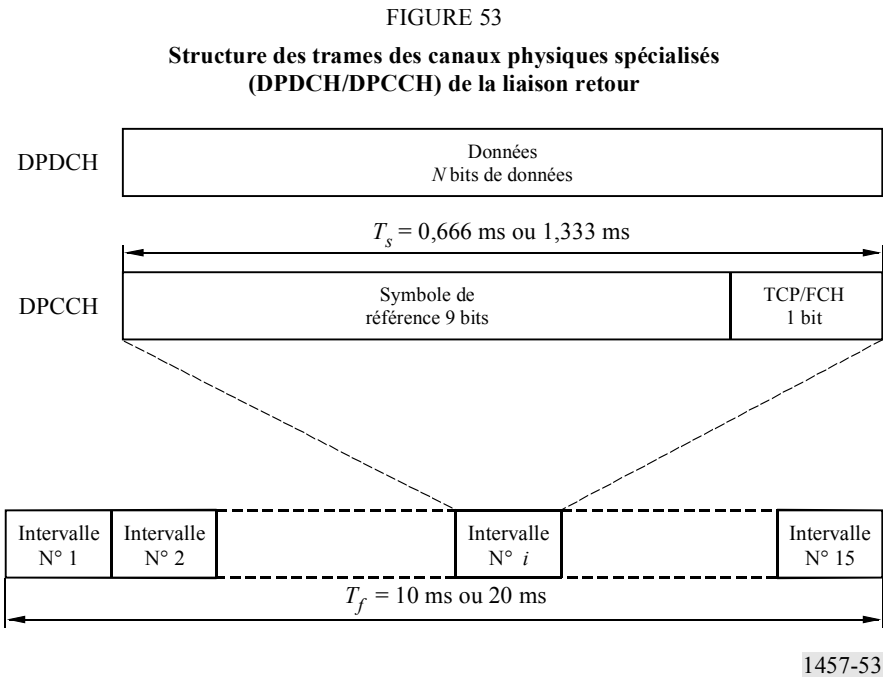 FIGURE 53
Structure des trames des canaux physiques spécialisés
(DPDCH/DPCCH) de la liaison retour
DPDCH
Données
N bits de données
T_s = 0,666 ms ou 1,333 ms
DPCCH
Symbole de
référence 9 bits
TCP/FCH
1 bit
Intervalle
N° 1
Intervalle
N° 2
Intervalle
N° i
Intervalle
N° 15
T_f = 10 ms ou 20 ms
1457-53